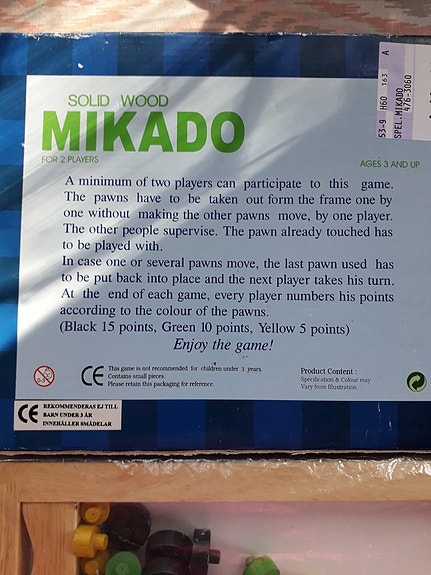 SOLID WOOD
MIKADO
FOR 2 PLAYERS
AGES 3 AND UP
A minimum of two players can participate to this game.
The pawns have to be taken out form the frame one by
one without making the other pawns move, by one player.
The other people supervise. The pawn already touched has
to be played with.
In case one or several pawns move, the last pawn used has
to be put back into place and the next player takes his turn.
At the end of each game, every player numbers his points
according to the colour of the pawns.
(Black 15 points, Green 10 points, Yellow 5 points)
Enjoy the game!
0-3
CE
This game is not recommended for children under 3 years.
Contains small pieces.
Please retain this packaging for reference.
Product Content :
Specification & Colour may
Vary from Illustration
CE
REKOMMENDERAS EJ TILL
BARN UNDER 3 ÅR
INNEHÅLLER SMÅDELAR
53-9 H60 163 A
SPEL.MIKADO
476-3060